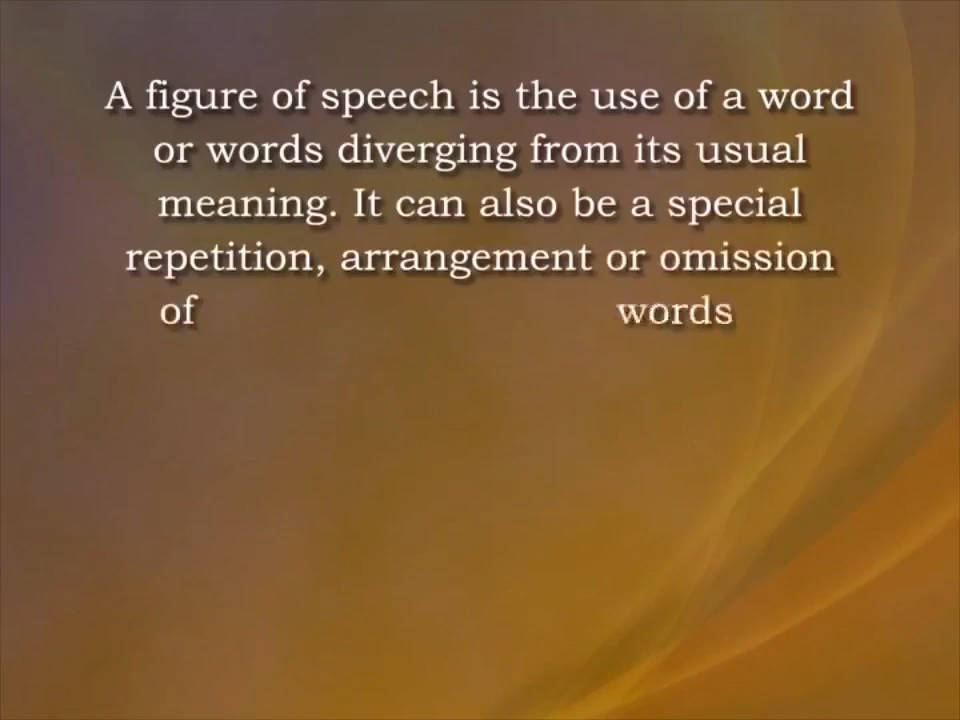 A figure of speech is the use of a word
or words diverging from its usual
meaning. It can also be a special
repetition, arrangement or omission
of words